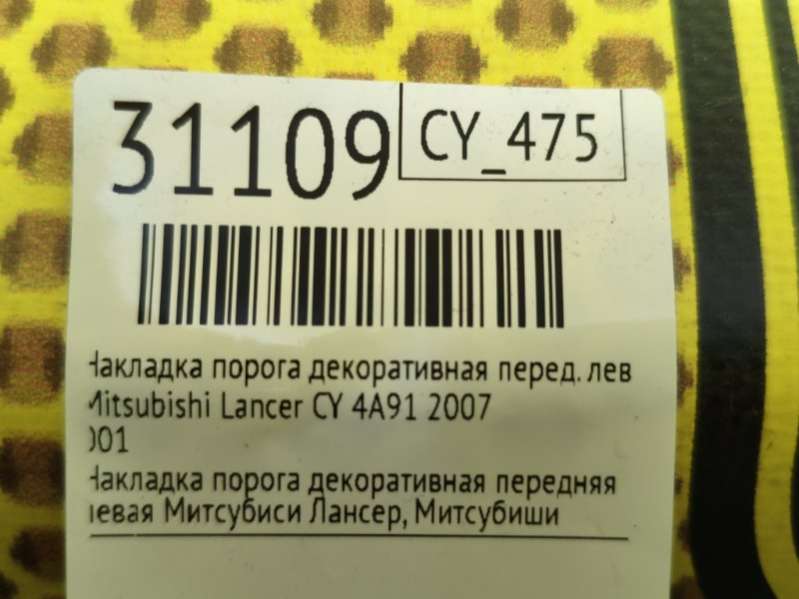 31109 CY_475
Накладка порога декоративная перед. лев
Mitsubishi Lancer CY 4A91 2007
001
Накладка порога декоративная передняя
левая Митсубиси Лансер, Митсубиши